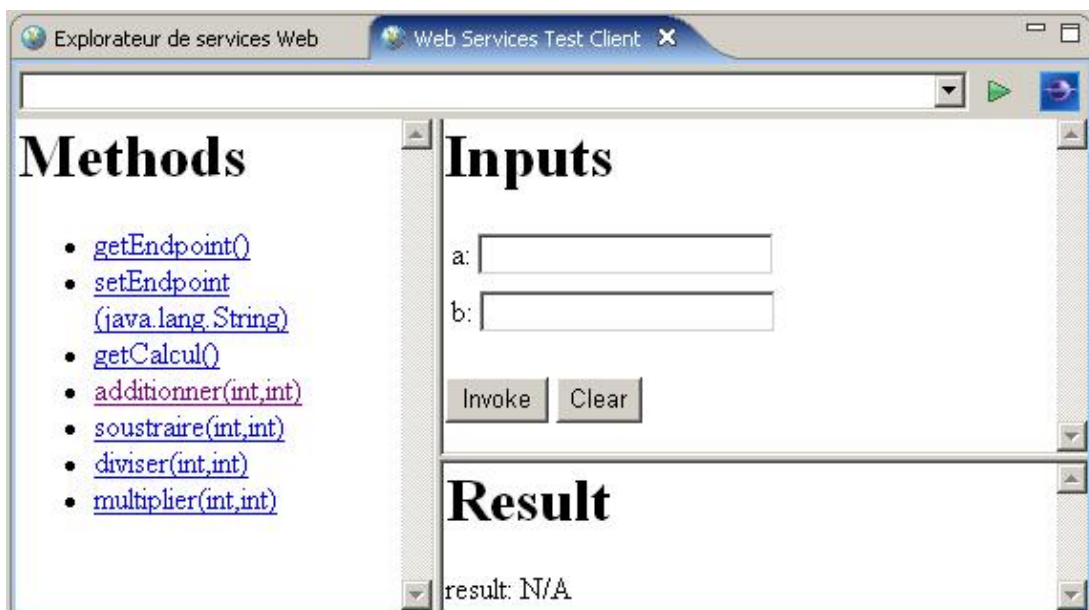 Explorateur de services Web
Web Services Test Client
Methods
getEndpoint()
setEndpoint
(java.lang.String)
getCalcul()
additionner(int,int)
soustraire(int,int)
diviser(int,int)
multiplier(int,int)
Inputs
a:
b:
Invoke Clear
Result
result: N/A